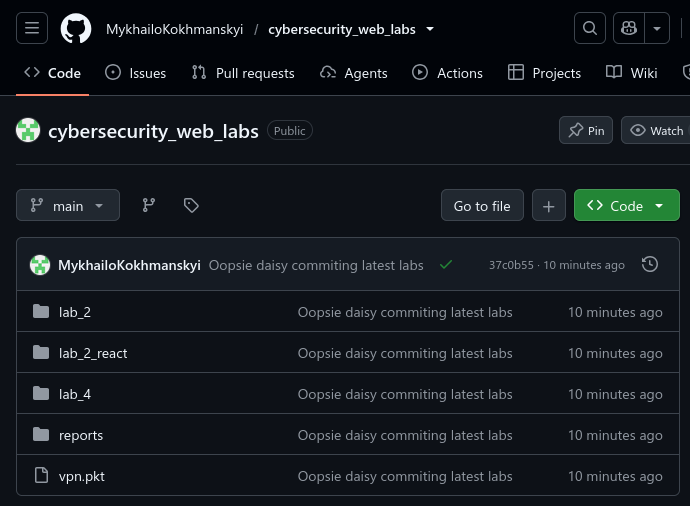 MykhailoKokhmanskyi / cybersecurity_web_labs
Code Issues Pull requests Agents Actions Projects Wiki
cybersecurity_web_labs Public Pin Watch
main Go to file Code
MykhailoKokhmanskyi Oopsie daisy commiting latest labs 37c0b55 · 10 minutes ago
lab_2 Oopsie daisy commiting latest labs 10 minutes ago
lab_2_react Oopsie daisy commiting latest labs 10 minutes ago
lab_4 Oopsie daisy commiting latest labs 10 minutes ago
reports Oopsie daisy commiting latest labs 10 minutes ago
vpn.pkt Oopsie daisy commiting latest labs 10 minutes ago